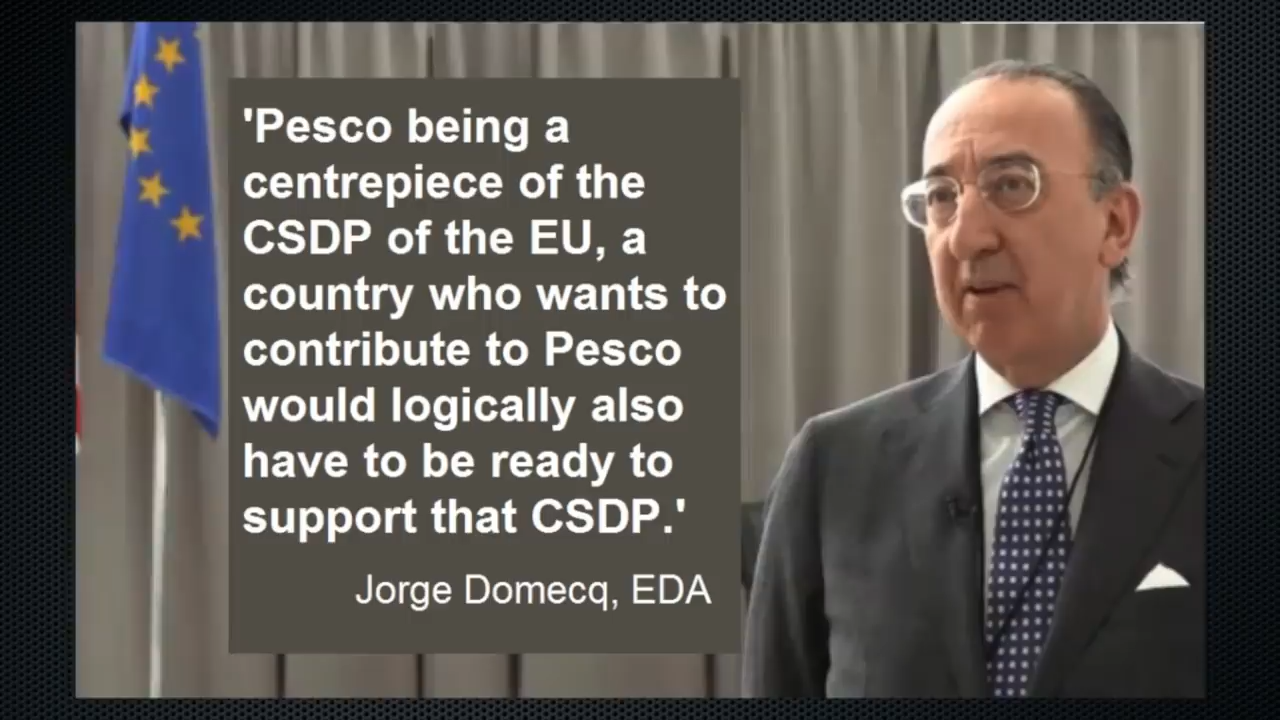 'Pesco being a
centrepiece of the
CSDP of the EU, a
country who wants to
contribute to Pesco
would logically also
have to be ready to
support that CSDP.'
Jorge Domecq, EDA